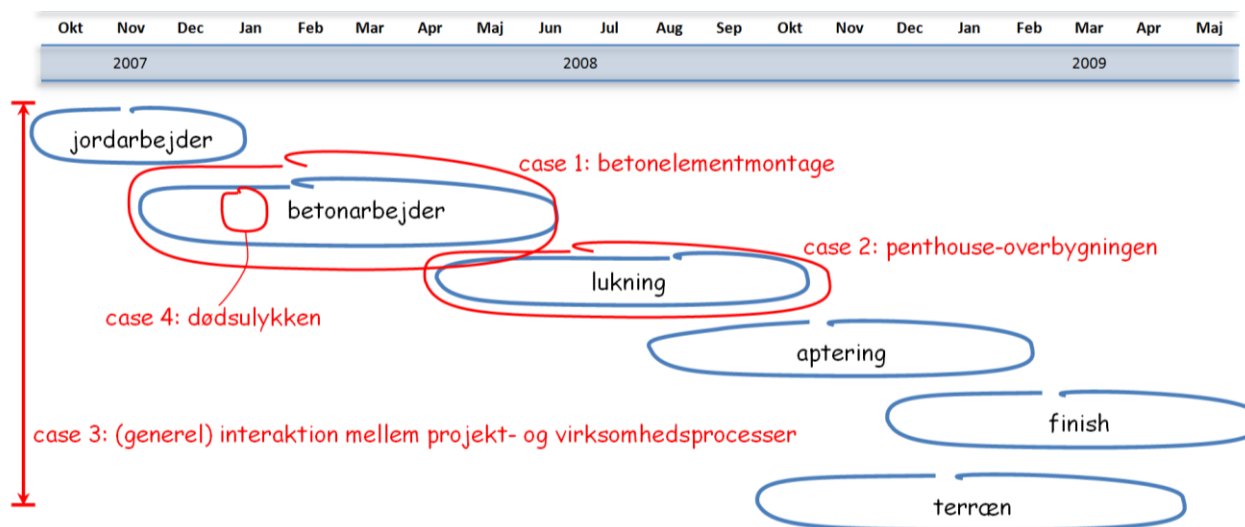 Okt Nov Dec Jan Feb Mar Apr Maj Jun Jul Aug Sep Okt Nov Dec Jan Feb Mar Apr Maj
2007 2008 2009
jordarbejder
case 1: betonelementmontage
betonarbejder
case 2: penthouse-overbygningen
lukning
case 4: dødsulykken
aptering
finish
case 3: (generel) interaktion mellem projekt- og virksomhedsprocesser
terræn